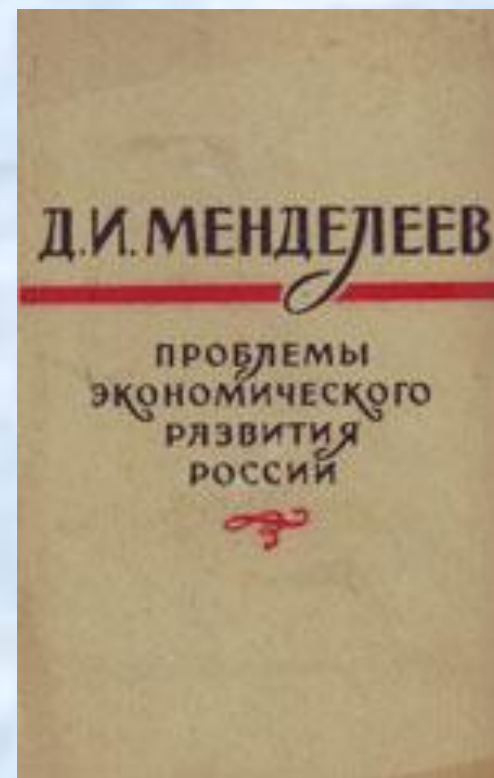 Д.И. МЕНДЕЛЕЕВ
ПРОБЛЕМЫ
ЭКОНОМИЧЕСКОГО
РАЗВИТИЯ
РОССИИ